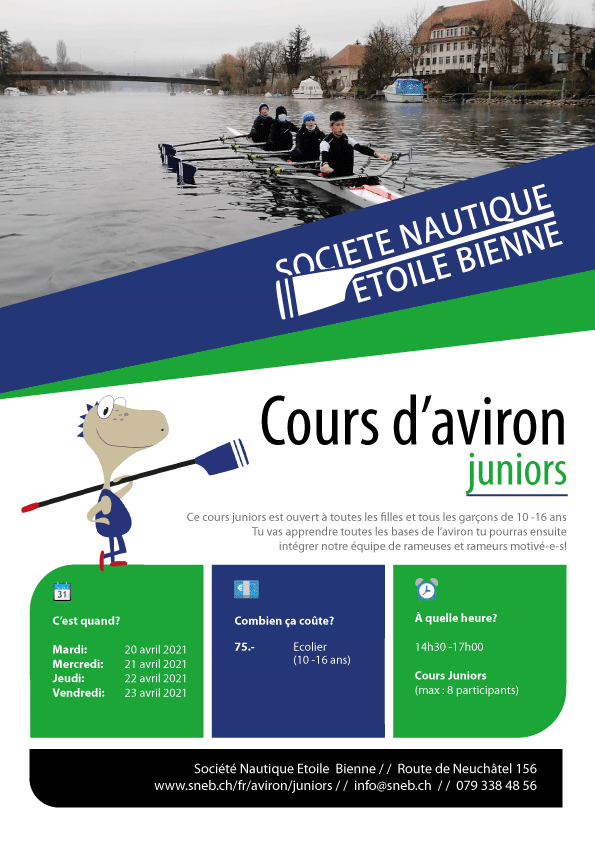 SOCIETE NAUTIQUE
ETOILE BIENNE
Cours d'aviron
juniors
Ce cours juniors est ouvert à toutes les filles et tous les garçons de 10 -16 ans
Tu vas apprendre toutes les bases de l'aviron tu pourras ensuite
intégrer notre équipe de rameuses et rameurs motivé-e-s!
31
C'est quand?
Mardi: 20 avril 2021
Mercredi: 21 avril 2021
Jeudi: 22 avril 2021
Vendredi: 23 avril 2021
Combien ça coûte?
75.- Ecolier
(10 -16 ans)
À quelle heure?
14h30 -17h00
Cours Juniors
(max : 8 participants)
Société Nautique Etoile Bienne // Route de Neuchâtel 156
www.sneb.ch/fr/aviron/juniors // info@sneb.ch // 079 338 48 56